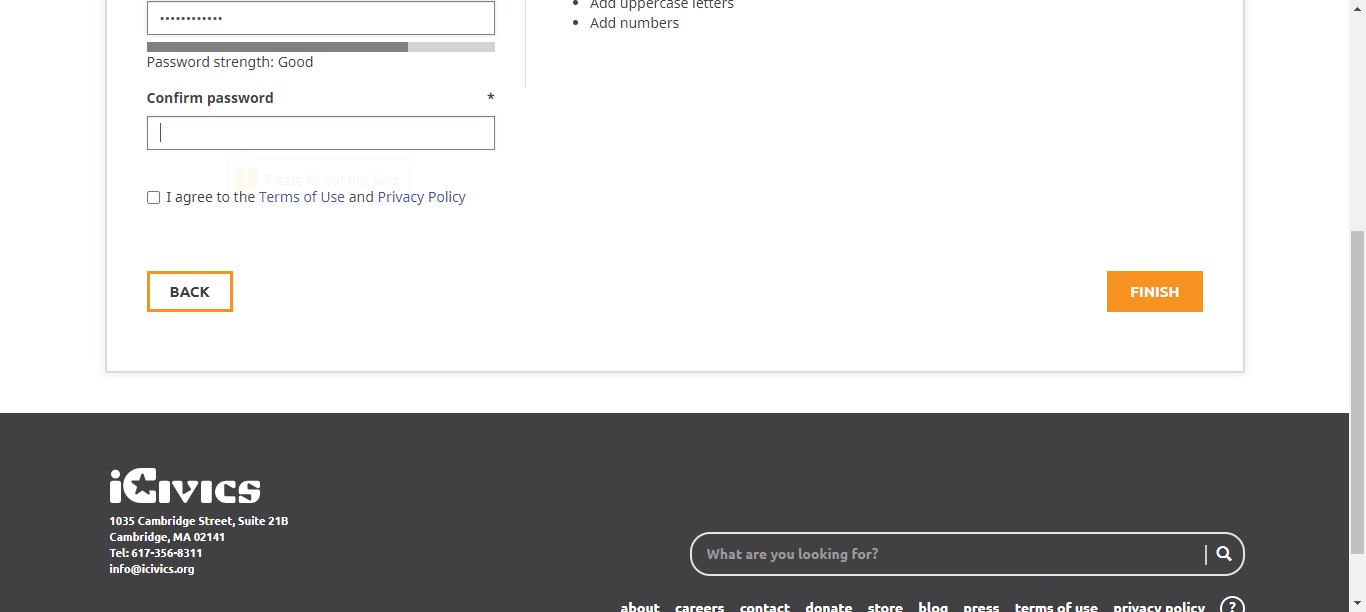 Add uppercase letters
••••••••••••
Add numbers
Password strength: Good
Confirm password *
Please fill out this field
I agree to the Terms of Use and Privacy Policy
BACK
FINISH
iCivics
1035 Cambridge Street, Suite 21B
Cambridge, MA 02141
Tel: 617-356-8311
info@icivics.org
What are you looking for?
about careers contact donate store blog press terms of use privacy policy ?